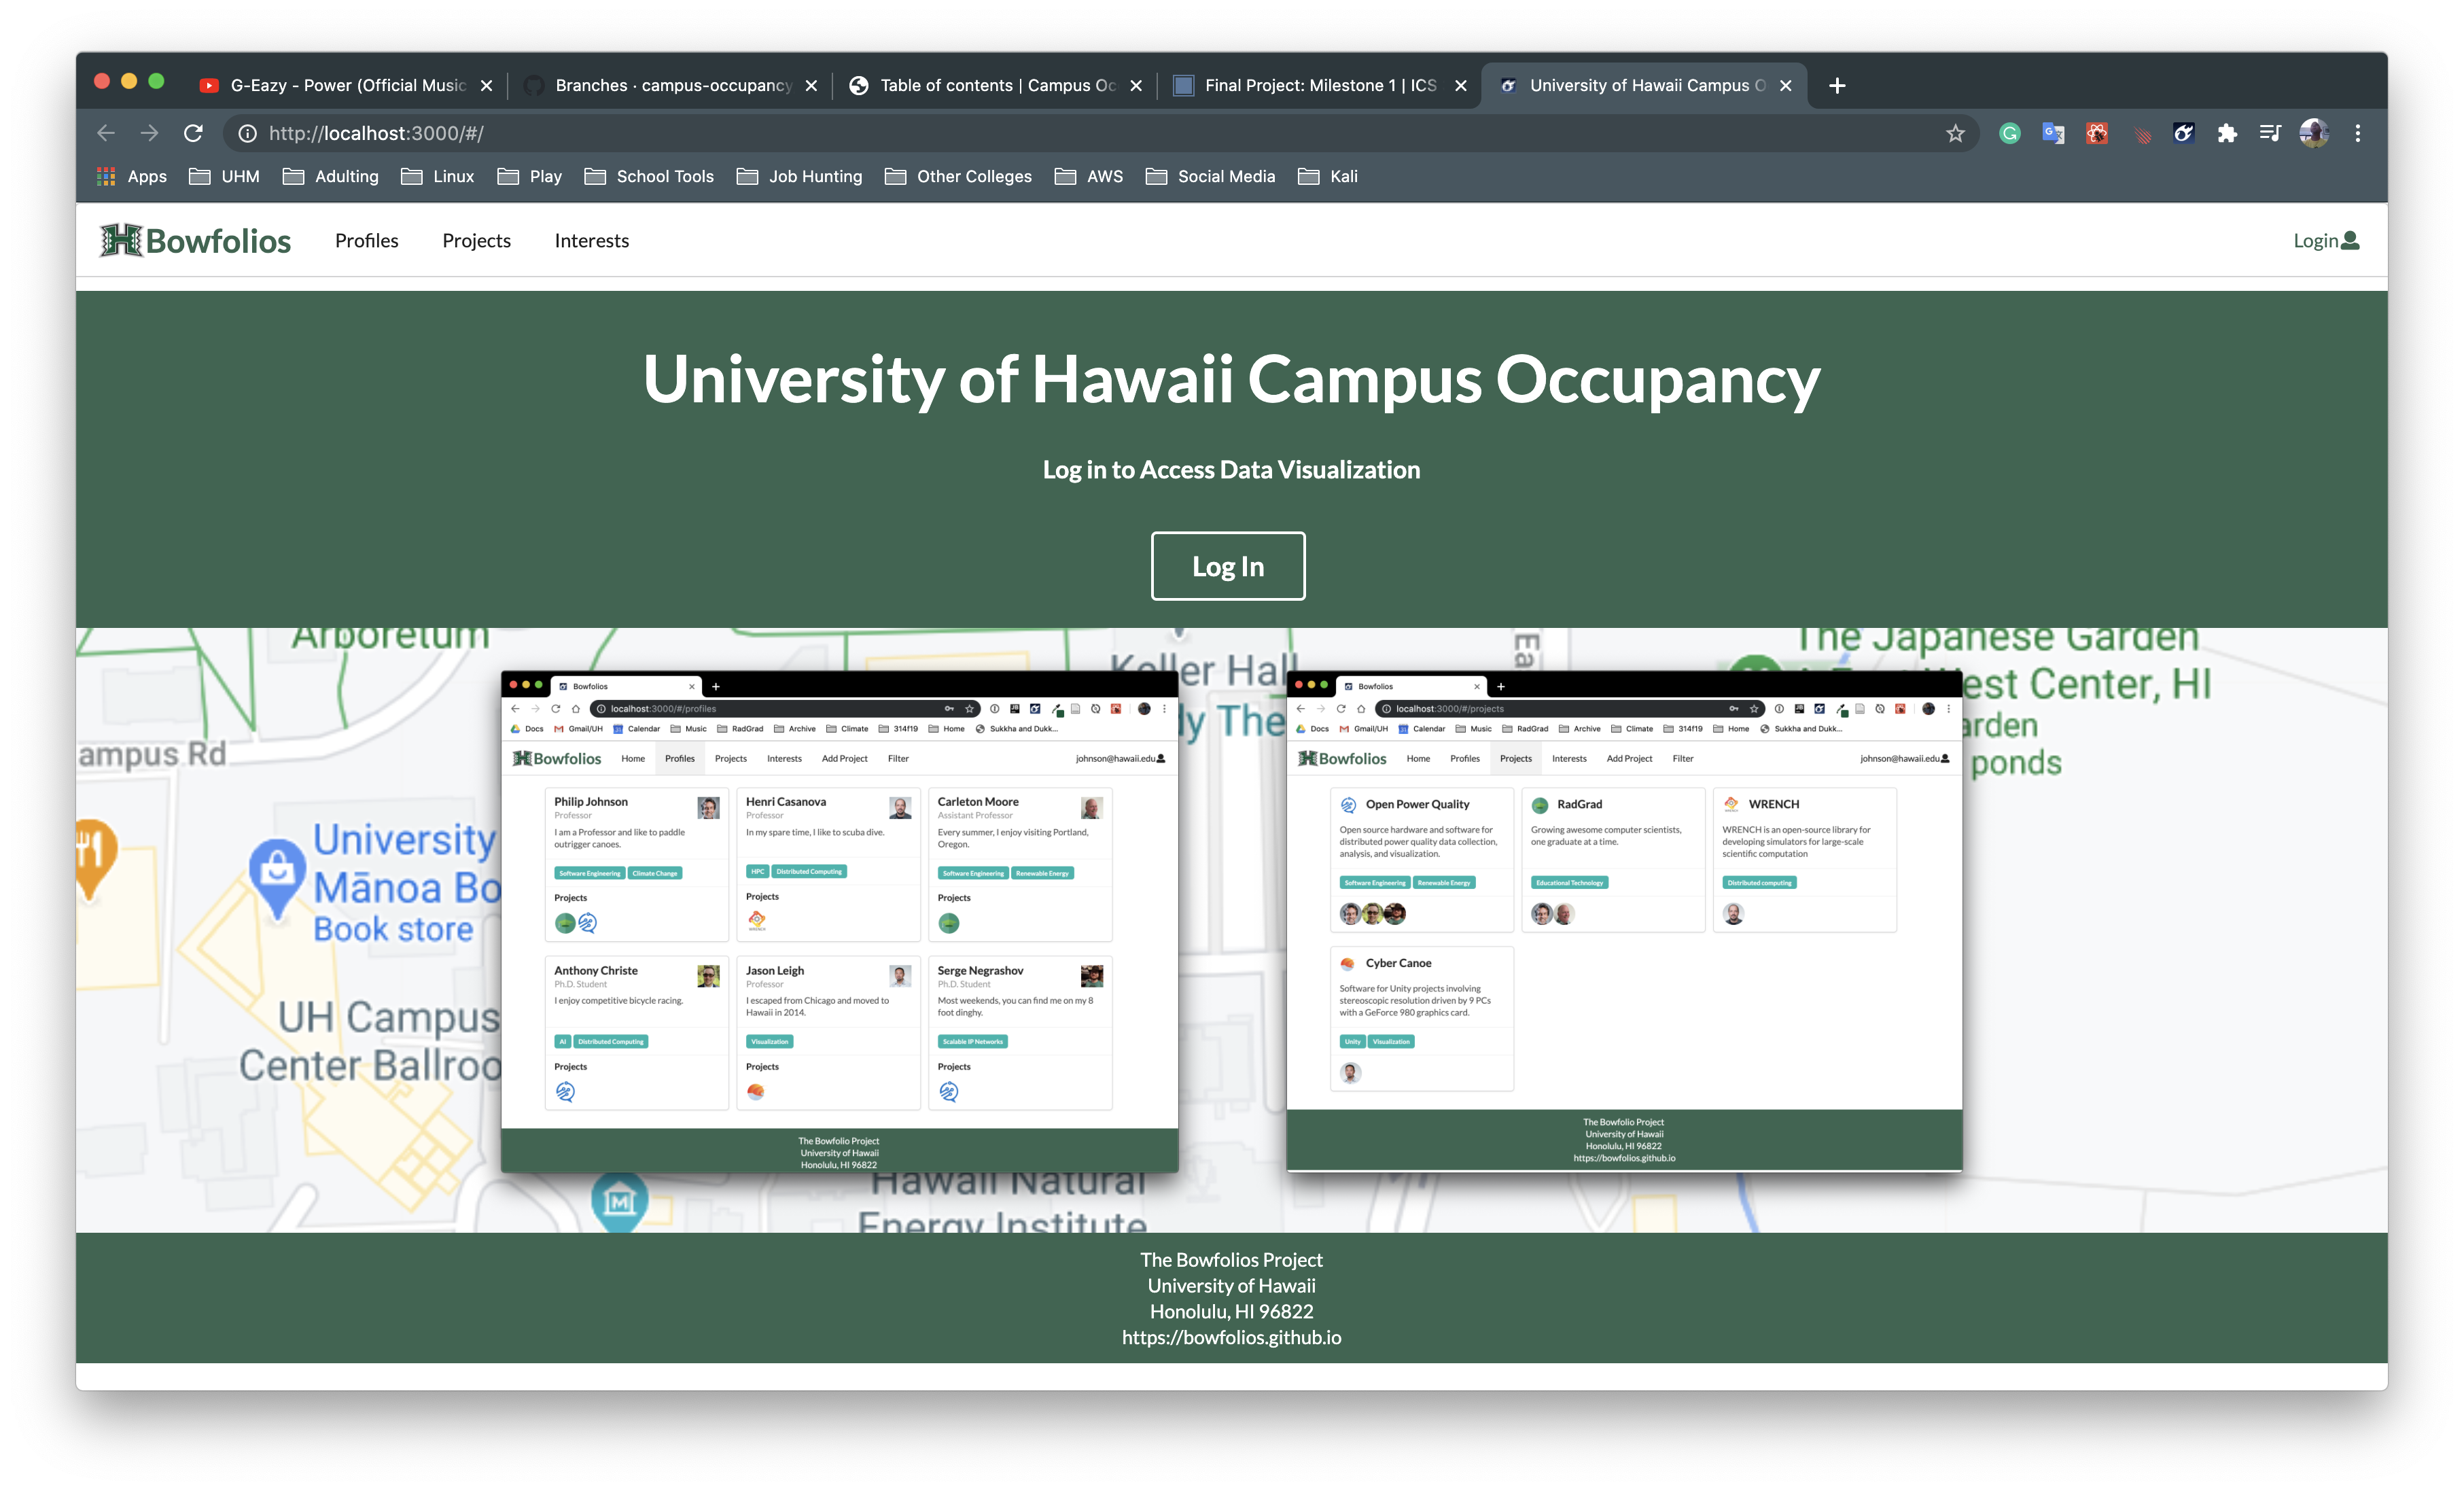 G-Eazy - Power (Official Music
Branches · campus-occupancy
Table of contents | Campus Oc
Final Project: Milestone 1 | ICS
University of Hawaii Campus O
http://localhost:3000/#/
Apps UHM Adulting Linux Play School Tools Job Hunting Other Colleges AWS Social Media Kali
Bowfolios Profiles Projects Interests Login
University of Hawaii Campus Occupancy
Log in to Access Data Visualization
Log In
Arboretum
Keller Hall
The Japanese Garden
est Center, HI
arden
ponds
dy The
Ea
ampus Rd
University
Mānoa Bo
Book store
UH Campus
Center Ballroo
Hawaii Natural
Energy Institute
Bowfolios
localhost:3000/#/profiles
Docs Gmail/UH Calendar Music RadGrad Archive Climate 314f19 Home Sukkha and Dukk...
Bowfolios Home Profiles Projects Interests Add Project Filter johnson@hawaii.edu
Philip Johnson
Professor
I am a Professor and like to paddle
outrigger canoes.
Software Engineering Climate Change
Projects
Henri Casanova
Professor
In my spare time, I like to scuba dive.
HPC Distributed Computing
Projects
WRENCH
Carleton Moore
Assistant Professor
Every summer, I enjoy visiting Portland,
Oregon.
Software Engineering Renewable Energy
Projects
Anthony Christe
Ph.D. Student
I enjoy competitive bicycle racing.
AI Distributed Computing
Projects
Jason Leigh
Professor
I escaped from Chicago and moved to
Hawaii in 2014.
Visualization
Projects
Serge Negrashov
Ph.D. Student
Most weekends, you can find me on my 8
foot dinghy.
Scalable IP Networks
Projects
The Bowfolio Project
University of Hawaii
Honolulu, HI 96822
Bowfolios
localhost:3000/#/projects
Docs Gmail/UH Calendar Music RadGrad Archive Climate 314f19 Home Sukkha and Dukk...
Bowfolios Home Profiles Projects Interests Add Project Filter johnson@hawaii.edu
Open Power Quality
Open source hardware and software for
distributed power quality data collection,
analysis, and visualization.
Software Engineering Renewable Energy
RadGrad
Growing awesome computer scientists,
one graduate at a time.
Educational Technology
WRENCH
WRENCH is an open-source library for
developing simulators for large-scale
scientific computation
Distributed computing
Cyber Canoe
Software for Unity projects involving
stereoscopic resolution driven by 9 PCs
with a GeForce 980 graphics card.
Unity Visualization
The Bowfolio Project
University of Hawaii
Honolulu, HI 96822
https://bowfolios.github.io
The Bowfolios Project
University of Hawaii
Honolulu, HI 96822
https://bowfolios.github.io